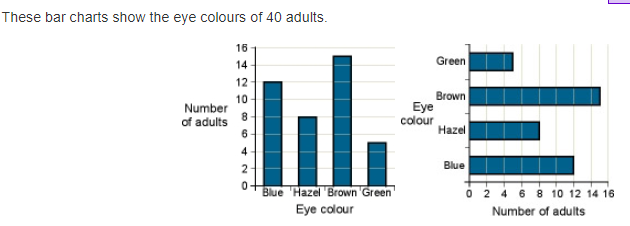 These bar charts show the eye colours of 40 adults.
16
14
12
10
8
6
4
2
0
Number
of adults
Blue Hazel Brown Green
Eye colour
Green
Brown
Hazel
Blue
Eye
colour
0 2 4 6 8 10 12 14 16
Number of adults